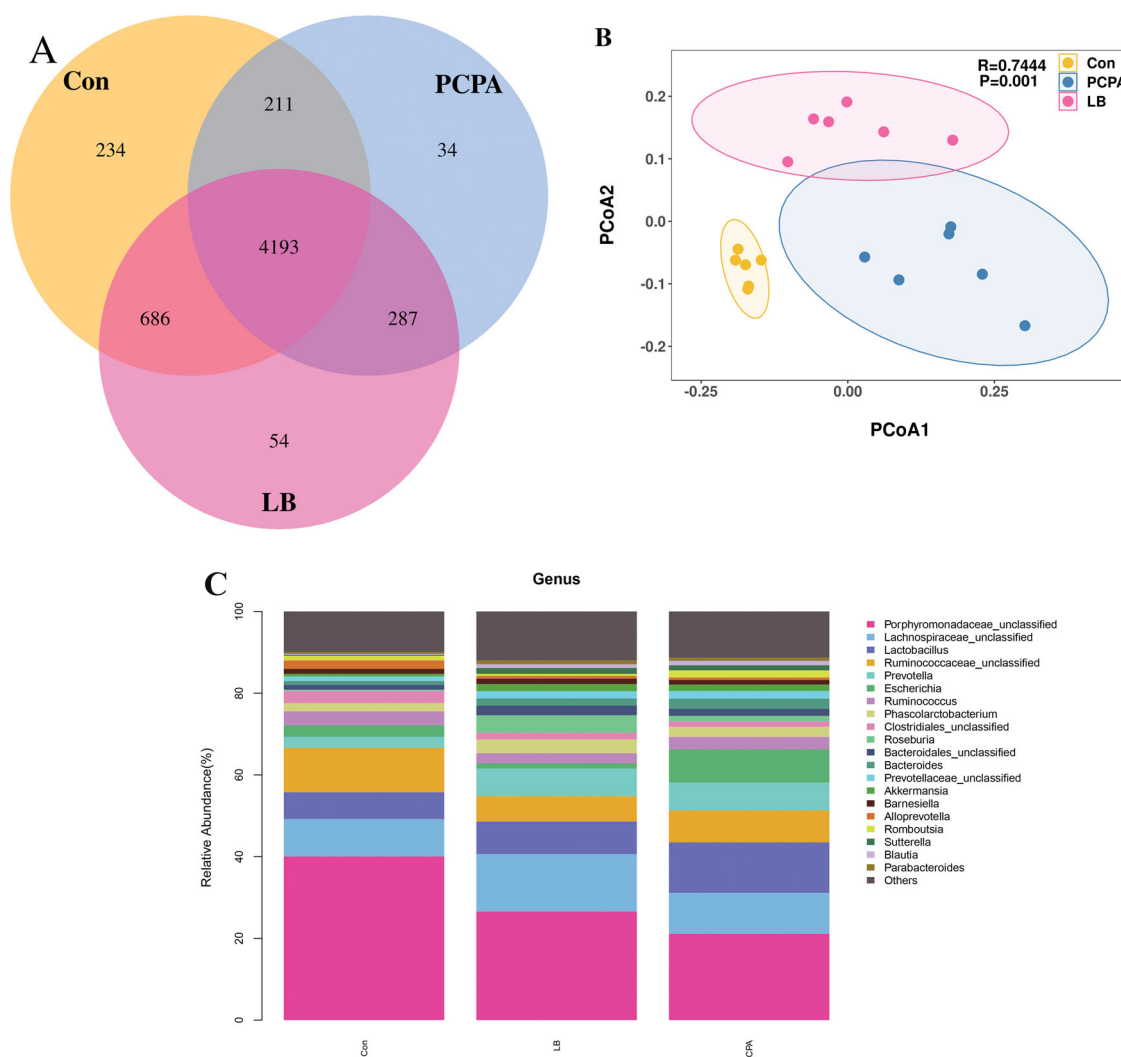 A
Con
PCPA
211
234
34
4193
686
287
54
LB
B
R=0.7444
P=0.001
Con
PCPA
LB
0.2
0.1
0.0
-0.1
-0.2
PCoA2
-0.25
0.00
0.25
PCoA1
C
Genus
100
80
60
40
20
0
Relative Abundance(%)
Con
LB
CPA
Porphyromonadaceae_unclassified
Lachnospiraceae_unclassified
Lactobacillus
Ruminococcaceae_unclassified
Prevotella
Escherichia
Ruminococcus
Phascolarctobacterium
Clostridiales_unclassified
Roseburia
Bacteroidales_unclassified
Bacteroides
Prevotellaceae_unclassified
Akkermansia
Barnesiella
Alloprevotella
Romboutsia
Sutterella
Blautia
Parabacteroides
Others